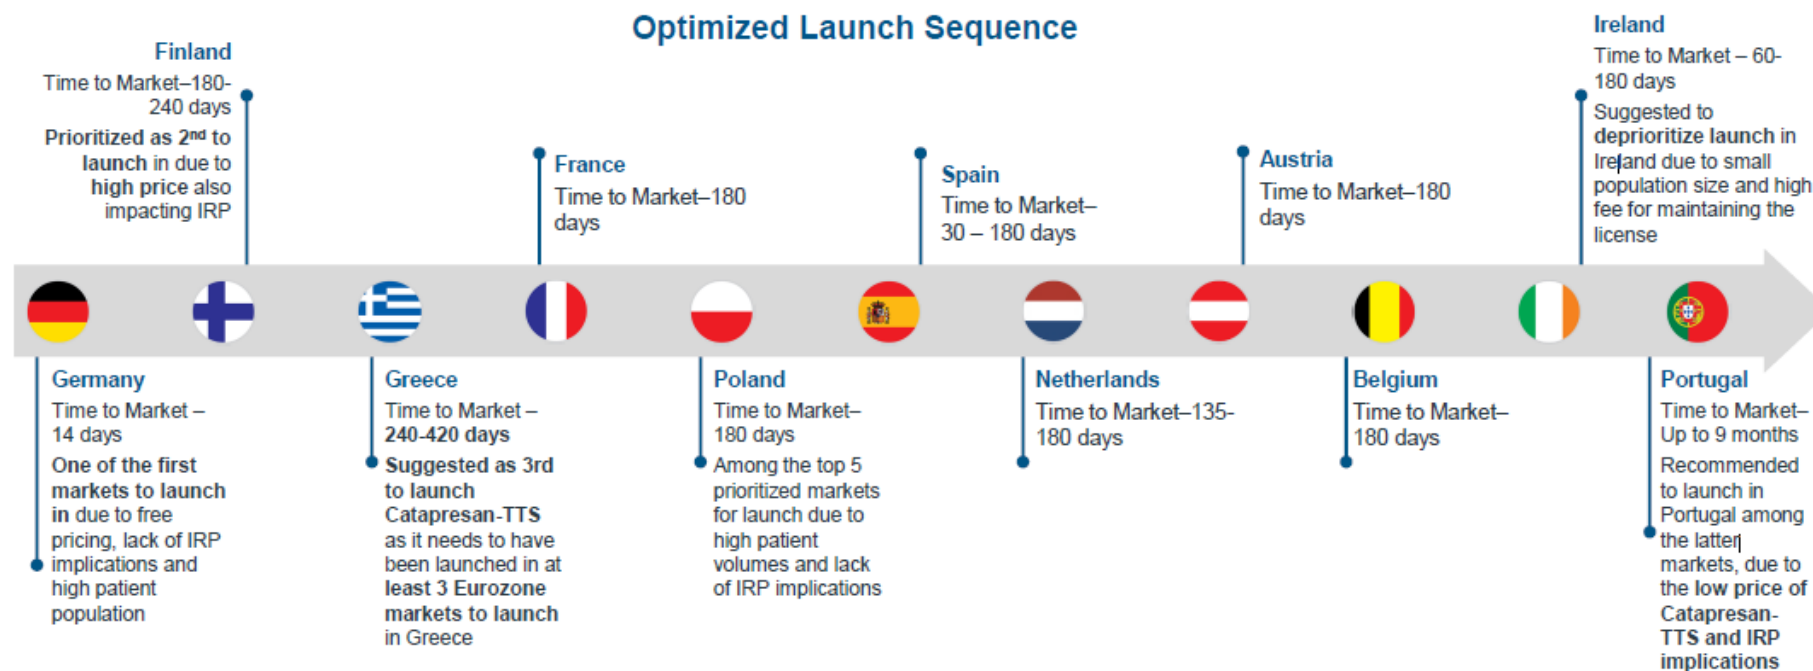 Optimized Launch Sequence
Finland
Time to Market–180-
240 days
Prioritized as 2nd to
launch in due to
high price also
impacting IRP
France
Time to Market–180
days
Spain
Time to Market–
30 – 180 days
Austria
Time to Market–180
days
Ireland
Time to Market – 60-
180 days
Suggested to
deprioritize launch in
Ireland due to small
population size and high
fee for maintaining the
license
Germany
Time to Market –
14 days
One of the first
markets to launch
in due to free
pricing, lack of IRP
implications and
high patient
population
Greece
Time to Market –
240-420 days
Suggested as 3rd
to launch
Catapresan-TTS
as it needs to have
been launched in at
least 3 Eurozone
markets to launch
in Greece
Poland
Time to Market–
180 days
Among the top 5
prioritized markets
for launch due to
high patient
volumes and lack
of IRP implications
Netherlands
Time to Market–135-
180 days
Belgium
Time to Market–
180 days
Portugal
Time to Market–
Up to 9 months
Recommended
to launch in
Portugal among
the latter
markets, due to
the low price of
Catapresan-
TTS and IRP
implications